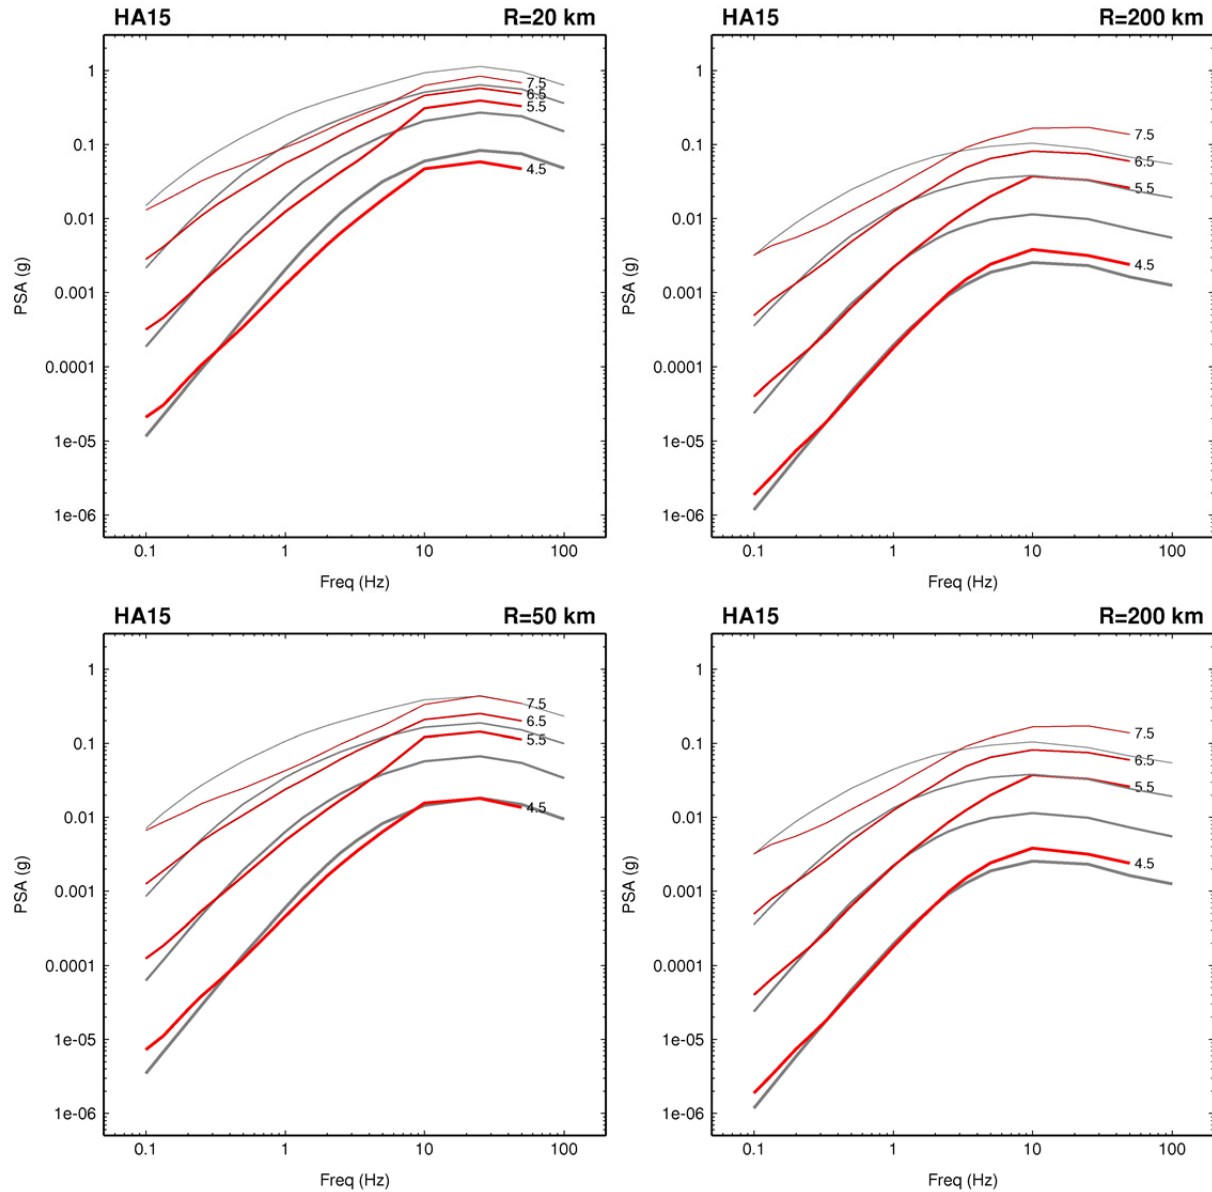 HA15 R=20 km
PSA (g)
1
0.1
0.01
0.001
0.0001
1e-05
1e-06
7.5
6.5
5.5
4.5
0.1 1 10 100
Freq (Hz)
HA15 R=200 km
PSA (g)
1
0.1
0.01
0.001
0.0001
1e-05
1e-06
7.5
6.5
5.5
4.5
0.1 1 10 100
Freq (Hz)
HA15 R=50 km
PSA (g)
1
0.1
0.01
0.001
0.0001
1e-05
1e-06
7.5
6.5
5.5
4.5
0.1 1 10 100
Freq (Hz)
HA15 R=200 km
PSA (g)
1
0.1
0.01
0.001
0.0001
1e-05
1e-06
7.5
6.5
5.5
4.5
0.1 1 10 100
Freq (Hz)